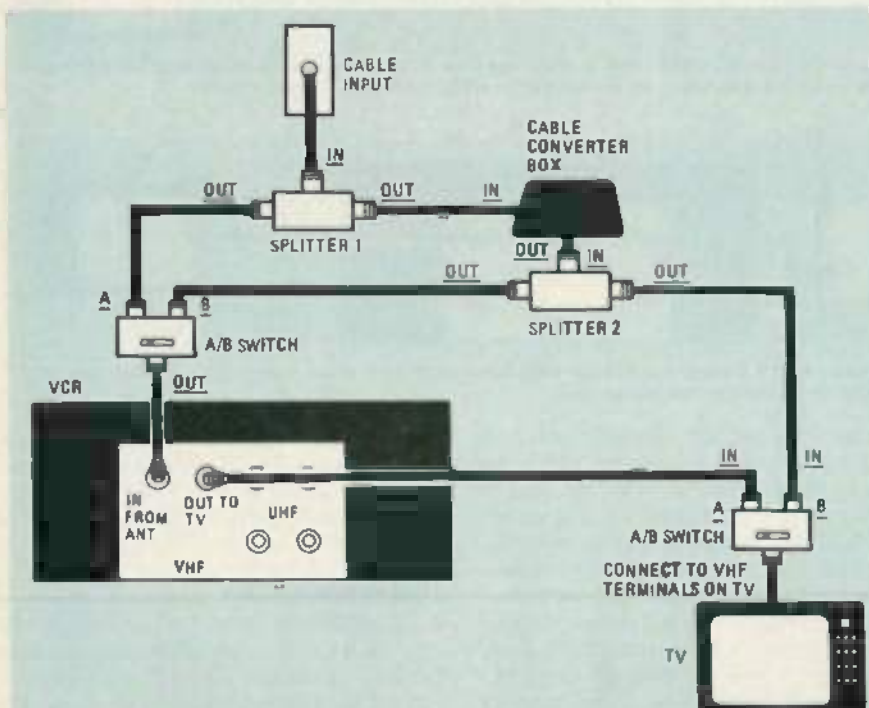 CABLE
INPUT
IN
OUT
OUT
IN
CABLE
CONVERTER
BOX
SPLITTER 1
OUT
IN
OUT
OUT
SPLITTER 2
A
B
A/B SWITCH
OUT
VCR
IN
FROM
ANT
OUT TO
TV
UHF
VHF
IN
IN
A
B
A/B SWITCH
CONNECT TO VHF
TERMINALS ON TV
TV